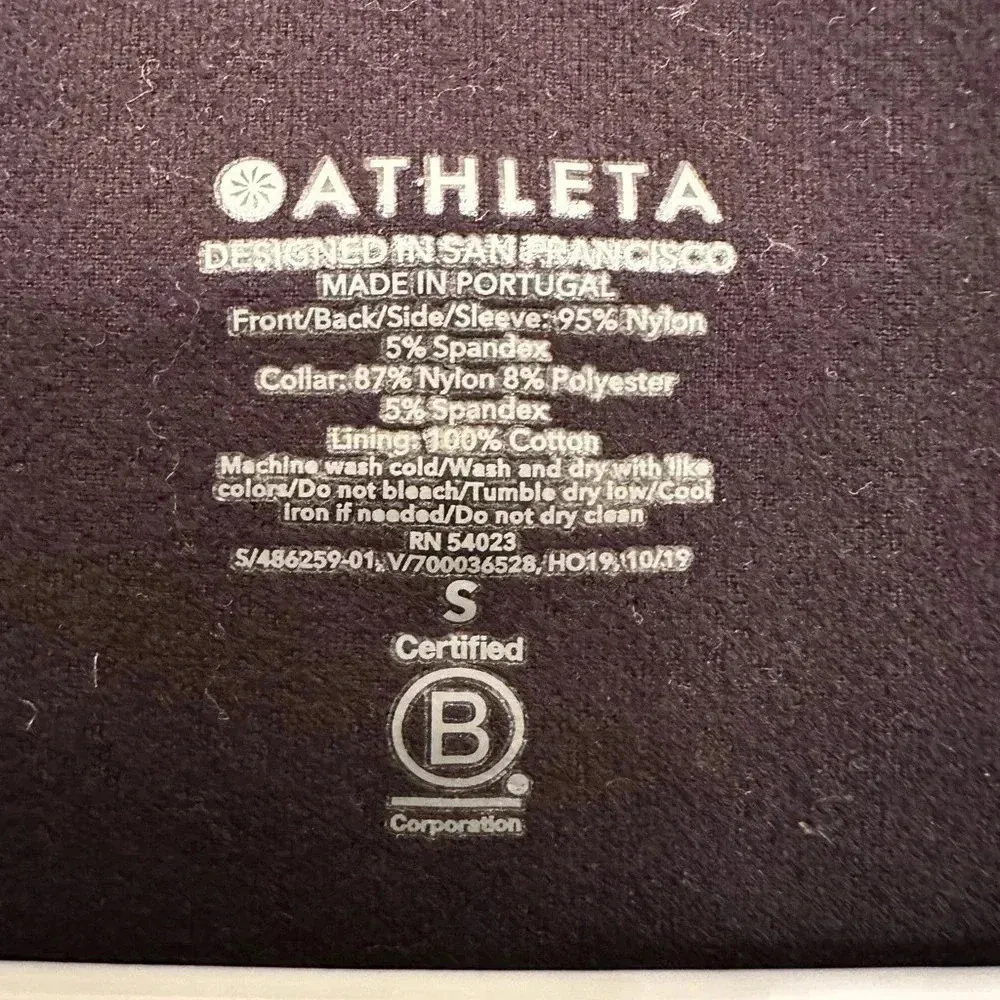 ATHLETA
DESIGNED IN SAN FRANCISCO
MADE IN PORTUGAL
Front/Back/Side/Sleeve: 95% Nylon
5% Spandex
Collar: 87% Nylon 8% Polyester
5% Spandex
Lining: 100% Cotton
Machine wash cold/Wash and dry with like
colors/Do not bleach/Tumble dry low/Cool
iron if needed/Do not dry clean
RN 54023
S/486259-01, V/700036528, HO19, 10/19
S
Certified
B
Corporation